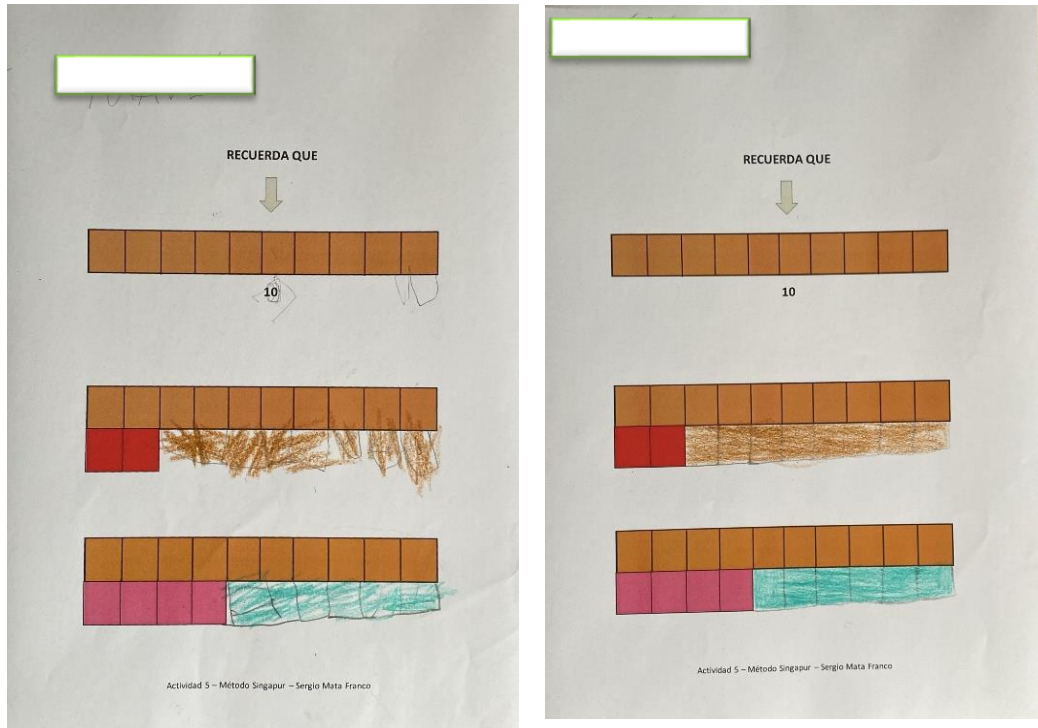 RECUERDA QUE
10
Actividad 5 – Método Singapur – Sergio Mata Franco
RECUERDA QUE
10
Actividad 5 – Método Singapur – Sergio Mata Franco